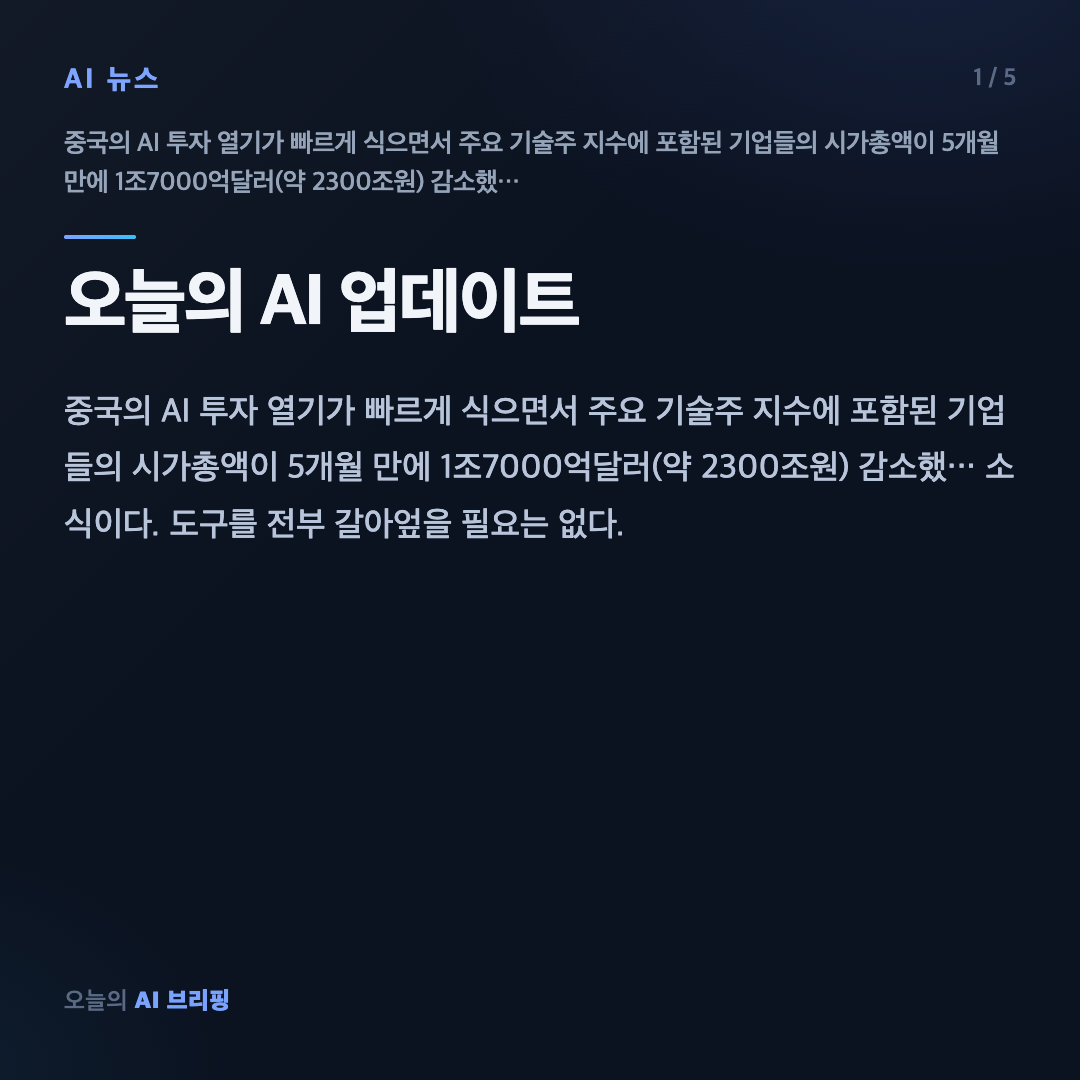 AI 뉴스
1 / 5
중국의 AI 투자 열기가 빠르게 식으면서 주요 기술주 지수에 포함된 기업들의 시가총액이 5개월
만에 1조7000억달러(약 2300조원) 감소했…
오늘의 AI 업데이트
중국의 AI 투자 열기가 빠르게 식으면서 주요 기술주 지수에 포함된 기업
들의 시가총액이 5개월 만에 1조7000억달러(약 2300조원) 감소했… 소
식이다. 도구를 전부 갈아엎을 필요는 없다.
오늘의 AI 브리핑